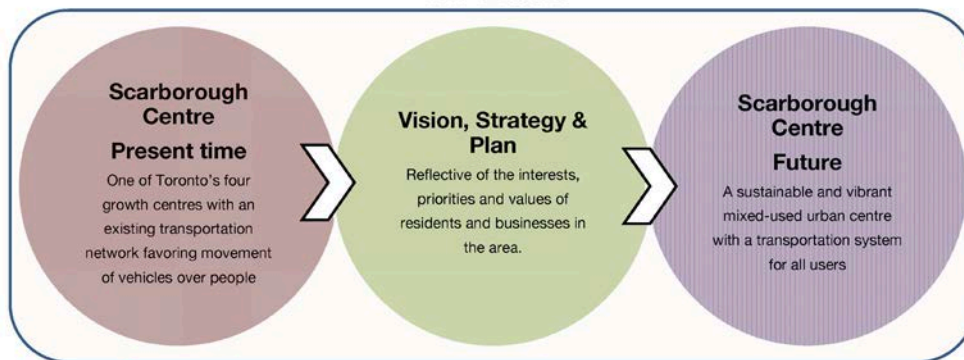 Scarborough
Centre
Present time
One of Toronto's four
growth centres with an
existing transportation
network favoring movement
of vehicles over people
Vision, Strategy &
Plan
Reflective of the interests,
priorities and values of
residents and businesses in
the area.
Scarborough
Centre
Future
A sustainable and vibrant
mixed-used urban centre
with a transportation system
for all users